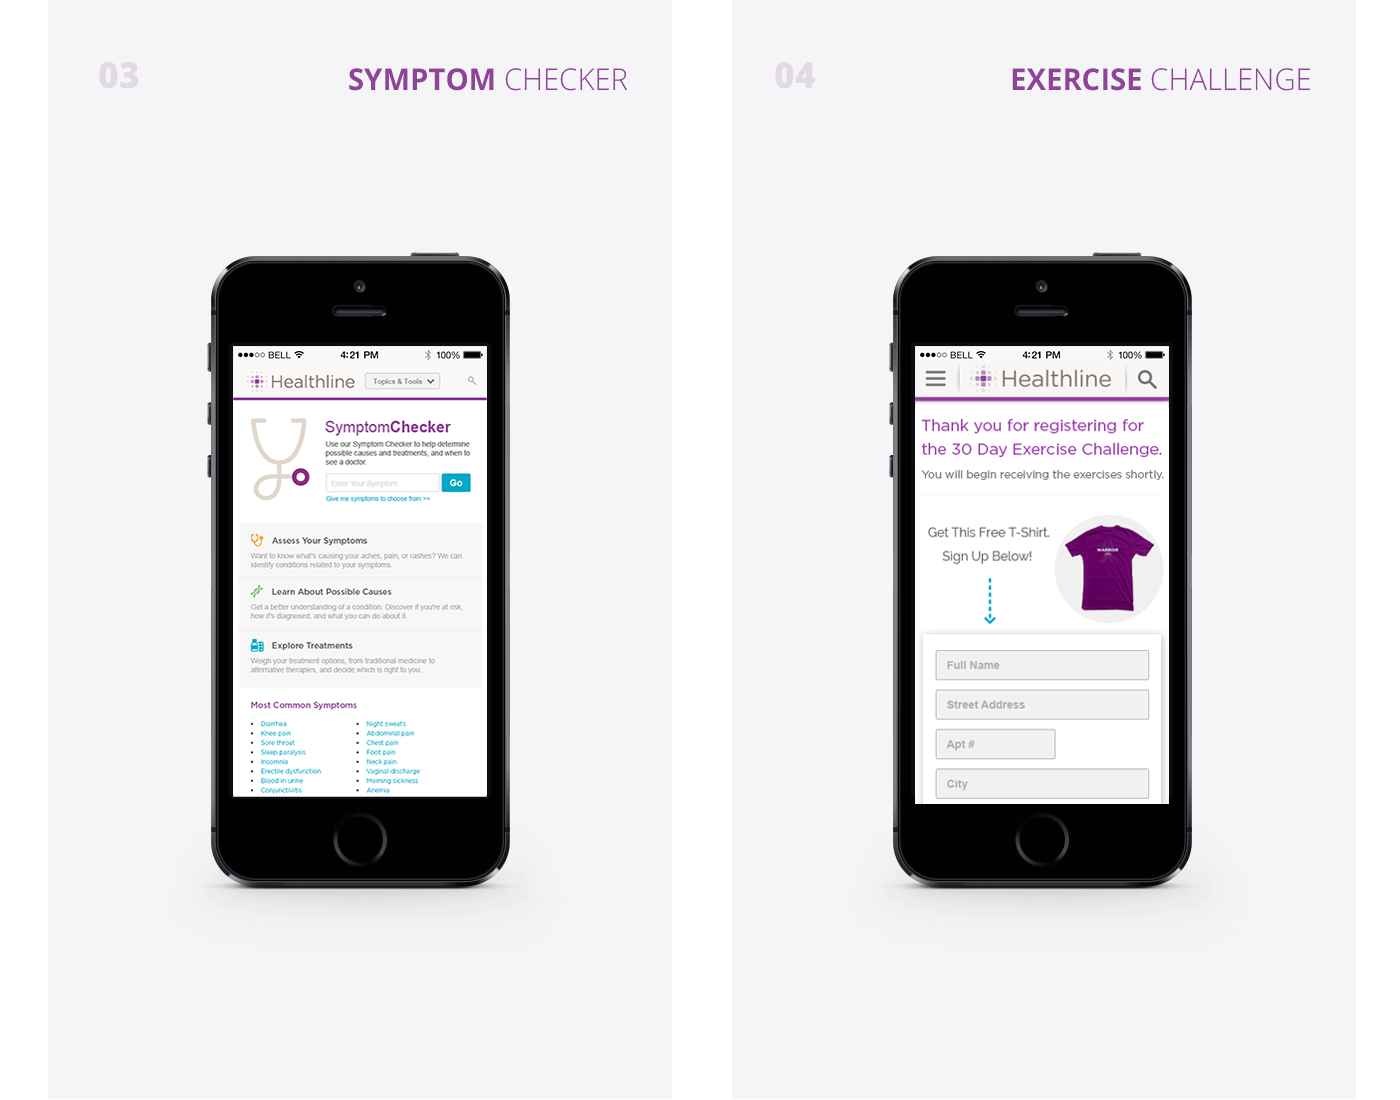 03
SYMPTOM CHECKER
BELL
4:21 PM
100%
Healthline
Topics & Tools
SymptomChecker
Use our Symptom Checker to help determine
possible causes and treatments, and when to
see a doctor.
Enter Your Symptom
Go
Give me symptoms to choose from >>
Assess Your Symptoms
Want to know what's causing your aches, pain, or rashes? We can
identify conditions related to your symptoms.
Learn About Possible Causes
Get a better understanding of a condition: Discover if you're at risk,
how it's diagnosed, and what you can do about it.
Explore Treatments
Weigh your treatment options, from traditional medicine to
alternative therapies, and decide which is right to you.
Most Common Symptoms
• Diarrhea
• Knee pain
• Sore throat
• Sleep paralysis
• Insomnia
• Erectile dysfunction
• Blood in urine
• Conjunctivitis
• Night sweats
• Abdominal pain
• Chest pain
• Foot pain
• Neck pain
• Vaginal discharge
• Morning sickness
• Anemia
04
EXERCISE CHALLENGE
BELL
4:21 PM
100%
Healthline
Thank you for registering for
the 30 Day Exercise Challenge.
You will begin receiving the exercises shortly.
Get This Free T-Shirt.
Sign Up Below!
WARRIOR
Full Name
Street Address
Apt #
City